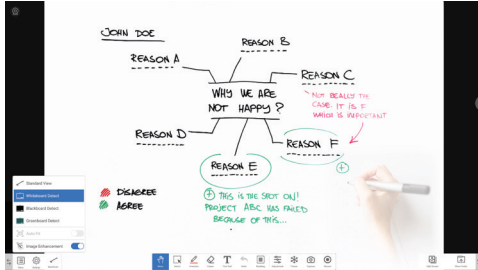 JOHN DOE
REASON A
REASON B
REASON C
WHY WE ARE
NOT HAPPY?
NOT REALLY THE
CASE. IT IS F
WHICH IS IMPORTANT
REASON D
REASON E
REASON F
DISAGREE
AGREE
+ THIS IS THE SPOT ON!
PROJECT ABC HAS FAILED
BECAUSE OF THIS...
+
Standard View
Whiteboard Detect
Blackboard Detect
Greenboard Detect
Image Enhancement